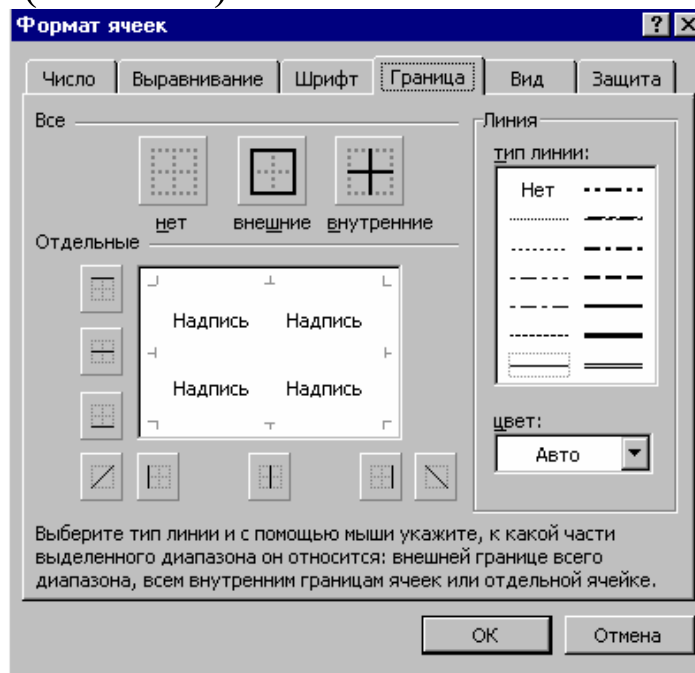 Формат ячеек
Число Выравнивание Шрифт Граница Вид Защита
Все
нет внешние внутренние
Отдельные
Надпись Надпись
Надпись Надпись
Линия
тип линии:
Нет
цвет:
Авто
Выберите тип линии и с помощью мыши укажите, к какой части
выделенного диапазона он относится: внешней границе всего
диапазона, всем внутренним границам ячеек или отдельной ячейке.
ОК Отмена